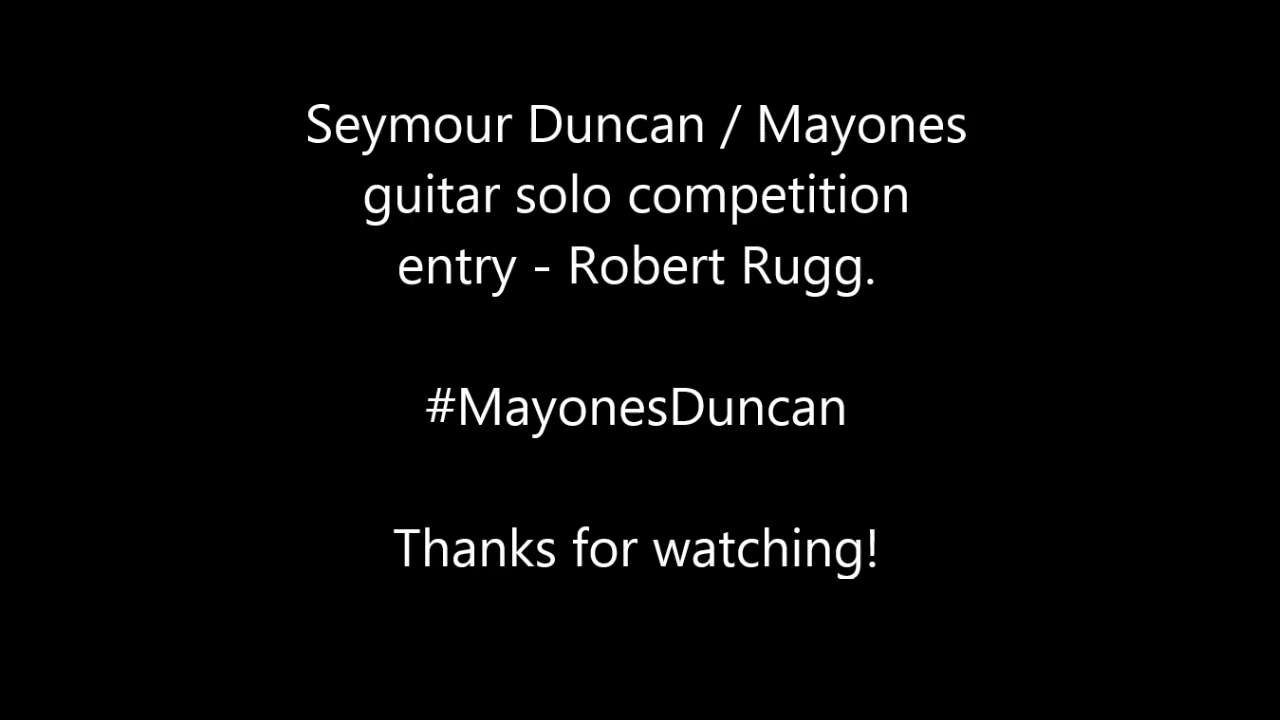 Seymour Duncan / Mayones
guitar solo competition
entry - Robert Rugg.
#MayonesDuncan
Thanks for watching!